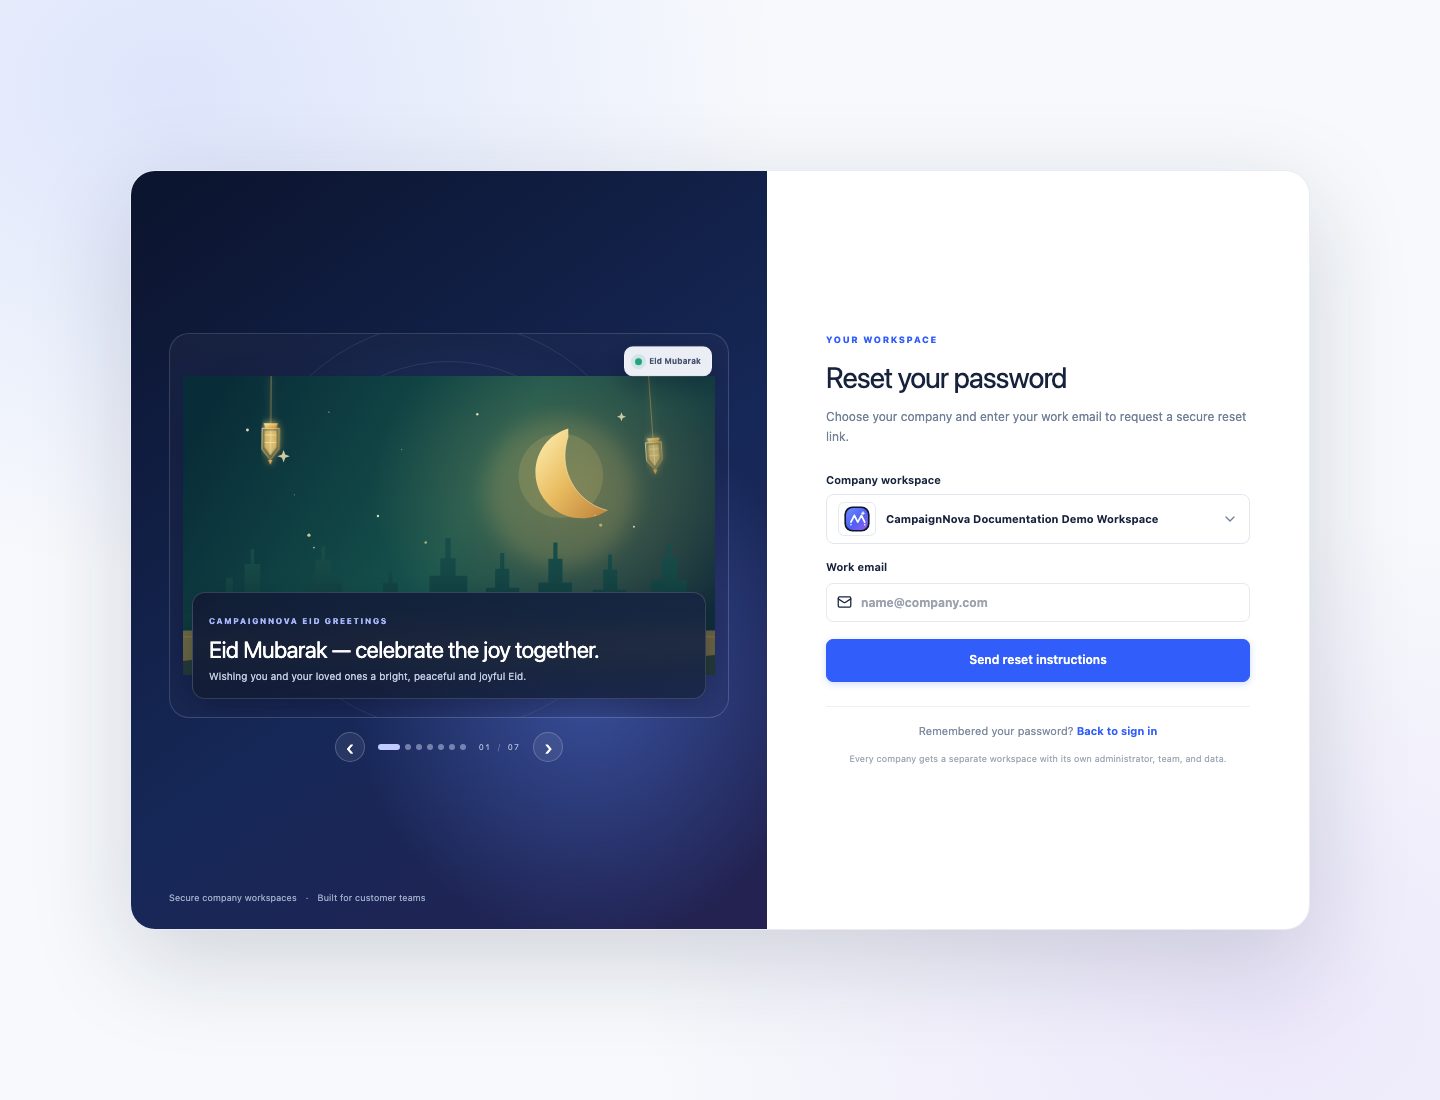 Eid Mubarak
CAMPAIGNNOVA EID GREETINGS
Eid Mubarak — celebrate the joy together.
Wishing you and your loved ones a bright, peaceful and joyful Eid.
01 / 07
Secure company workspaces · Built for customer teams
YOUR WORKSPACE
Reset your password
Choose your company and enter your work email to request a secure reset
link.
Company workspace
CampaignNova Documentation Demo Workspace
Work email
name@company.com
Send reset instructions
Remembered your password? Back to sign in
Every company gets a separate workspace with its own administrator, team, and data.